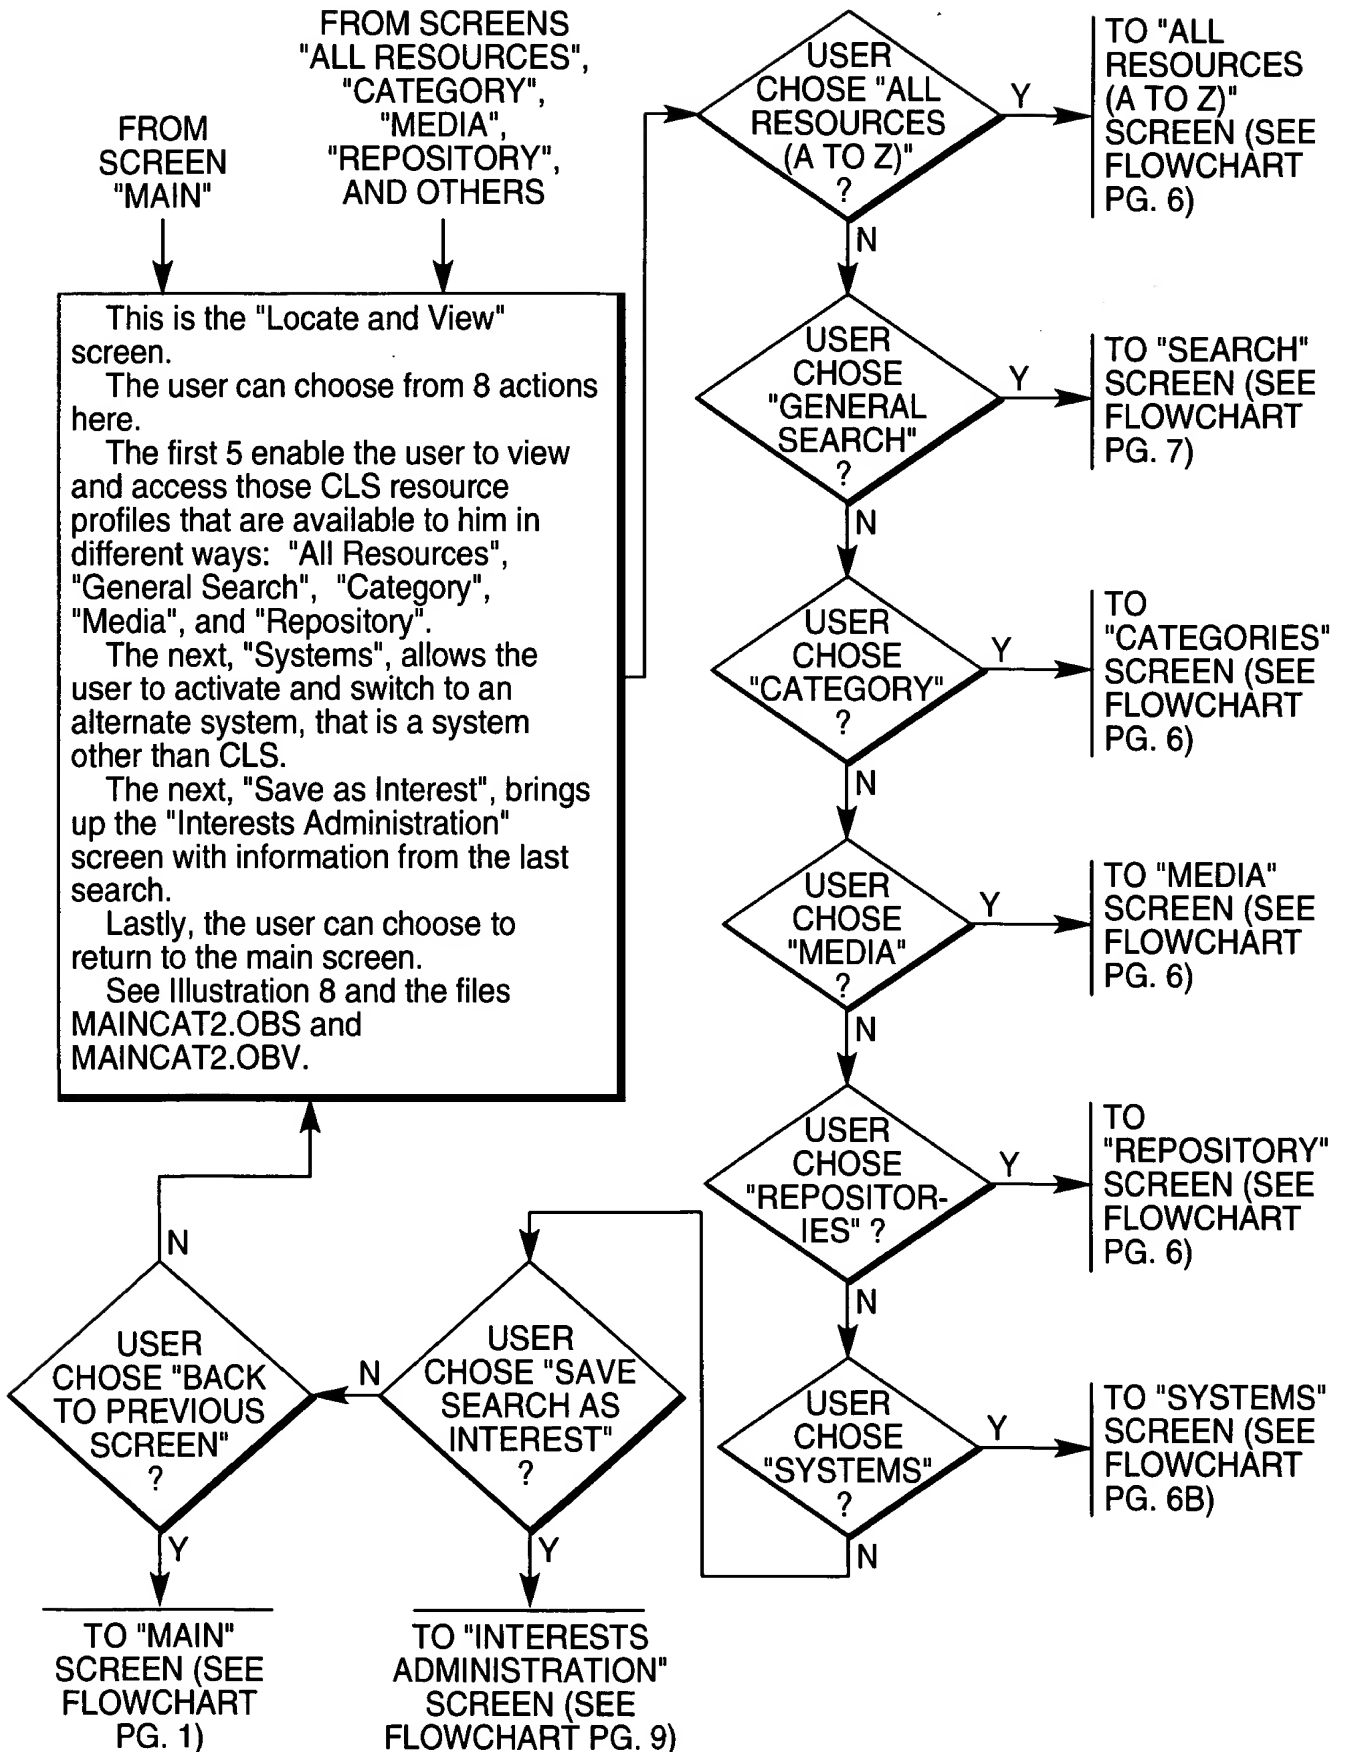 FROM
SCREEN
"MAIN"
FROM SCREENS
"ALL RESOURCES",
"CATEGORY",
"MEDIA",
"REPOSITORY",
AND OTHERS
This is the "Locate and View"
screen.
The user can choose from 8 actions
here.
The first 5 enable the user to view
and access those CLS resource
profiles that are available to him in
different ways: "All Resources",
"General Search", "Category",
"Media", and "Repository".
The next, "Systems", allows the
user to activate and switch to an
alternate system, that is a system
other than CLS.
The next, "Save as Interest", brings
up the "Interests Administration"
screen with information from the last
search.
Lastly, the user can choose to
return to the main screen.
See Illustration 8 and the files
MAINCAT2.OBS and
MAINCAT2.OBV.
USER
CHOSE "ALL
RESOURCES
(A TO Z)"
?
Y
TO "ALL
RESOURCES
(A TO Z)"
SCREEN (SEE
FLOWCHART
PG. 6)
N
USER
CHOSE
"GENERAL
SEARCH"
?
Y
TO "SEARCH"
SCREEN (SEE
FLOWCHART
PG. 7)
N
USER
CHOSE
"CATEGORY"
?
Y
TO
"CATEGORIES"
SCREEN (SEE
FLOWCHART
PG. 6)
N
USER
CHOSE
"MEDIA"
?
Y
TO "MEDIA"
SCREEN (SEE
FLOWCHART
PG. 6)
N
USER
CHOSE
"REPOSITOR-
IES" ?
Y
TO
"REPOSITORY"
SCREEN (SEE
FLOWCHART
PG. 6)
N
USER
CHOSE
"SYSTEMS"
?
Y
TO "SYSTEMS"
SCREEN (SEE
FLOWCHART
PG. 6B)
N
USER
CHOSE "SAVE
SEARCH AS
INTEREST"
?
Y
TO "INTERESTS
ADMINISTRATION"
SCREEN (SEE
FLOWCHART PG. 9)
N
USER
CHOSE "BACK
TO PREVIOUS
SCREEN"
?
N
Y
TO "MAIN"
SCREEN (SEE
FLOWCHART
PG. 1)